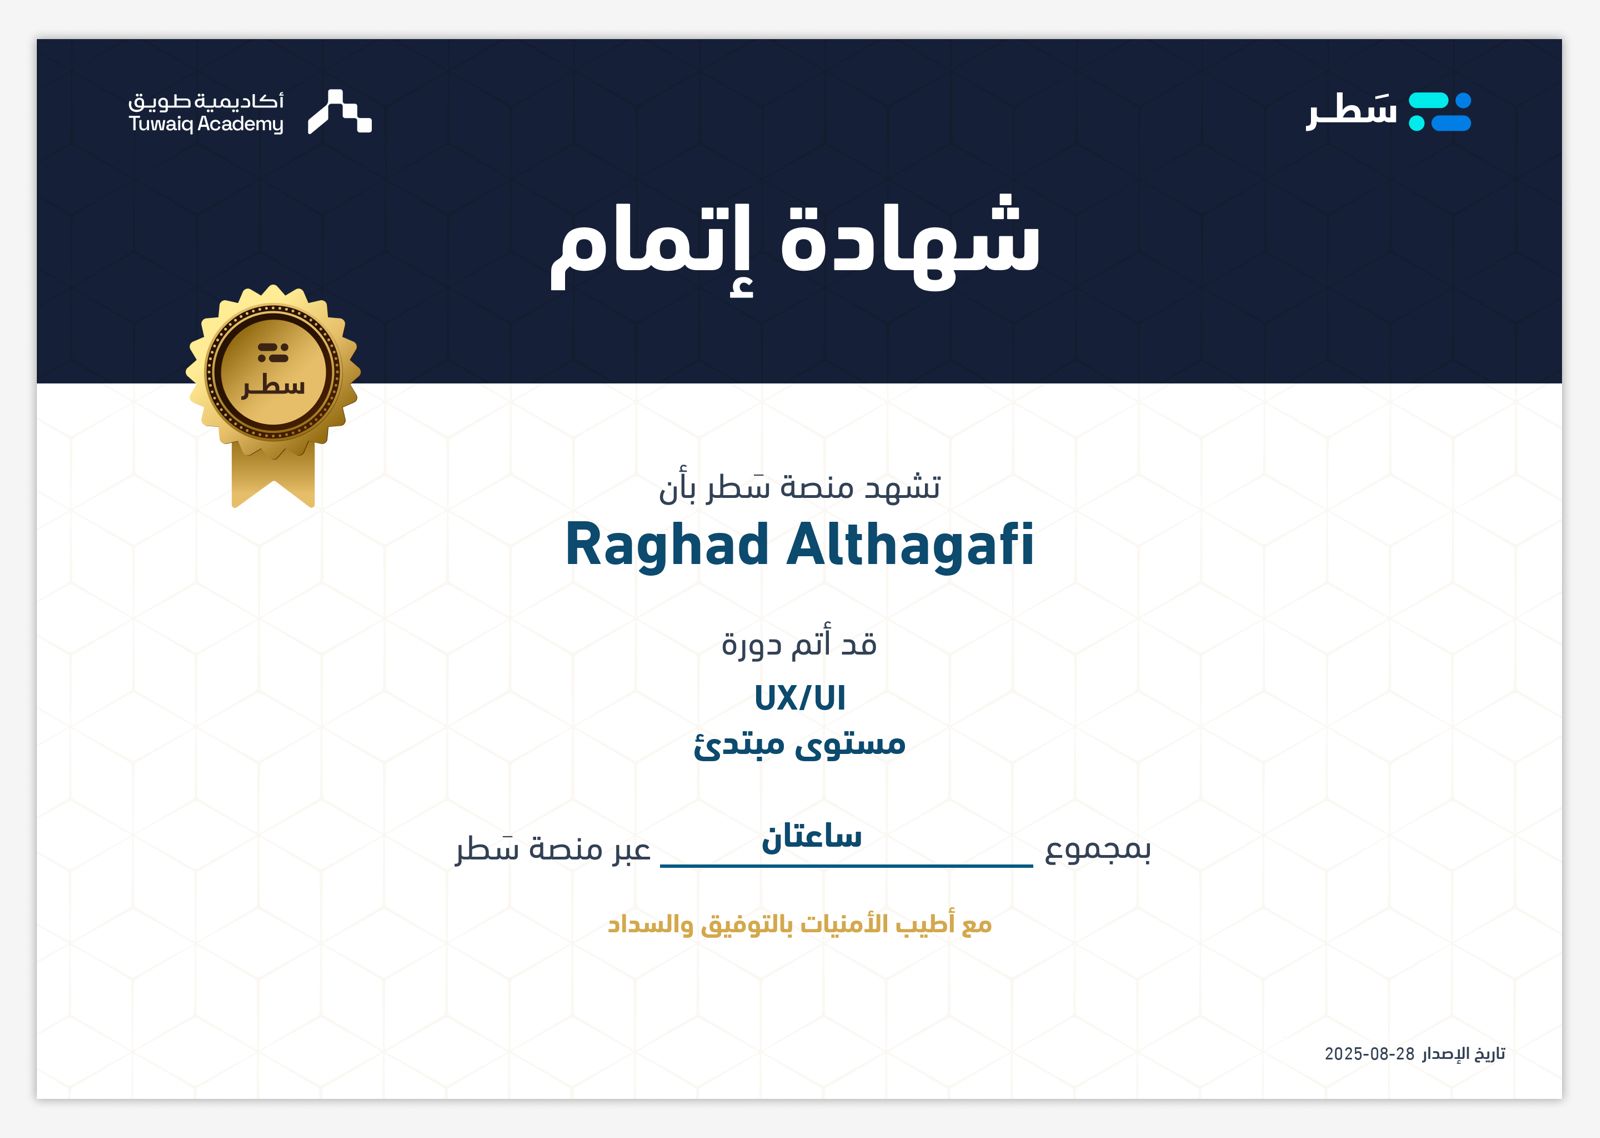 سَطر
أكاديمية طويق
Tuwaiq Academy
شهادة إتمام
سطر
تشهد منصة سَطر بأن
Raghad Althagafi
قد أتم دورة
UX/UI
مستوى مبتدئ
بمجموع ساعتان عبر منصة سَطر
مع أطيب الأمنيات بالتوفيق والسداد
تاريخ الإصدار 2025-08-28